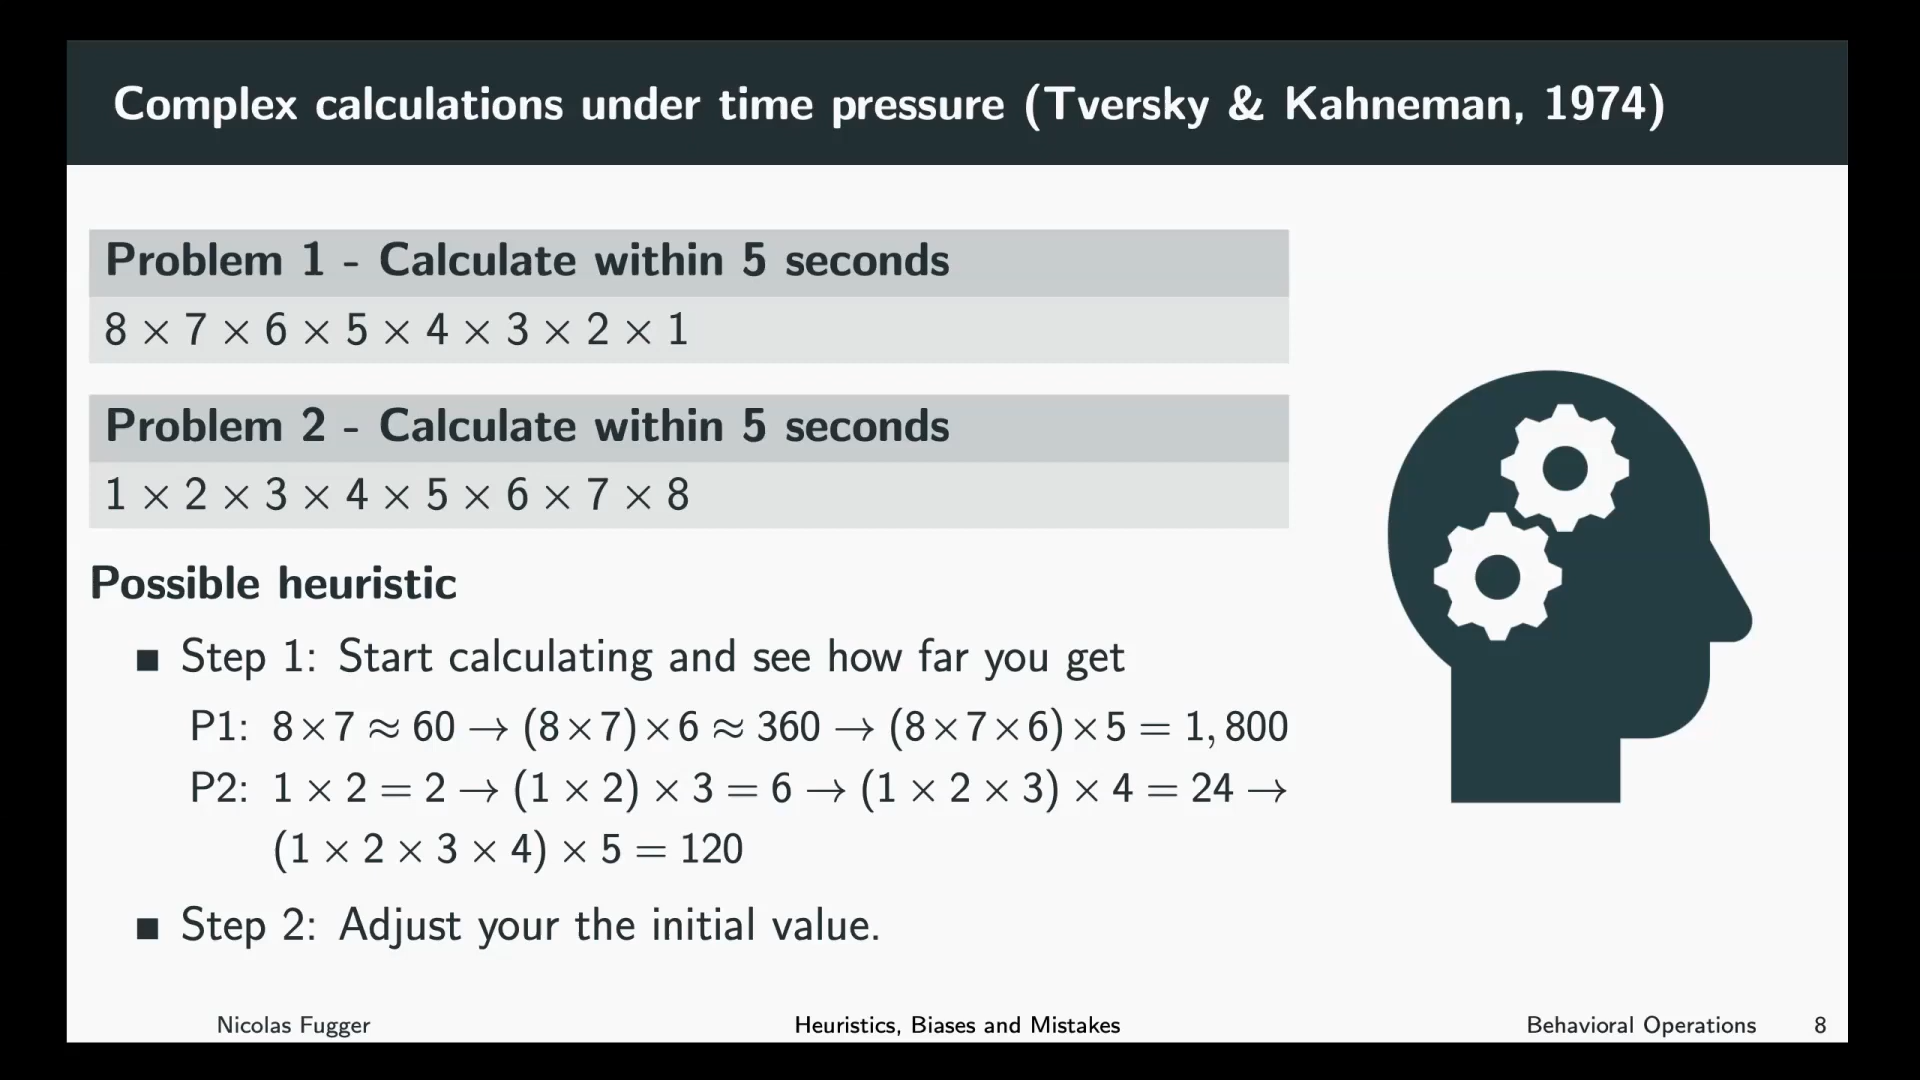 Complex calculations under time pressure (Tversky & Kahneman, 1974)
Problem 1 - Calculate within 5 seconds
8 × 7 × 6 × 5 × 4 × 3 × 2 × 1
Problem 2 - Calculate within 5 seconds
1 × 2 × 3 × 4 × 5 × 6 × 7 × 8
Possible heuristic
■ Step 1: Start calculating and see how far you get
P1: 8×7 ≈ 60 → (8×7)×6 ≈ 360 → (8×7×6)×5 = 1,800
P2: 1 × 2 = 2 → (1 × 2) × 3 = 6 → (1 × 2 × 3) × 4 = 24 →
(1 × 2 × 3 × 4) × 5 = 120
■ Step 2: Adjust your the initial value.
Nicolas Fugger Heuristics, Biases and Mistakes Behavioral Operations 8